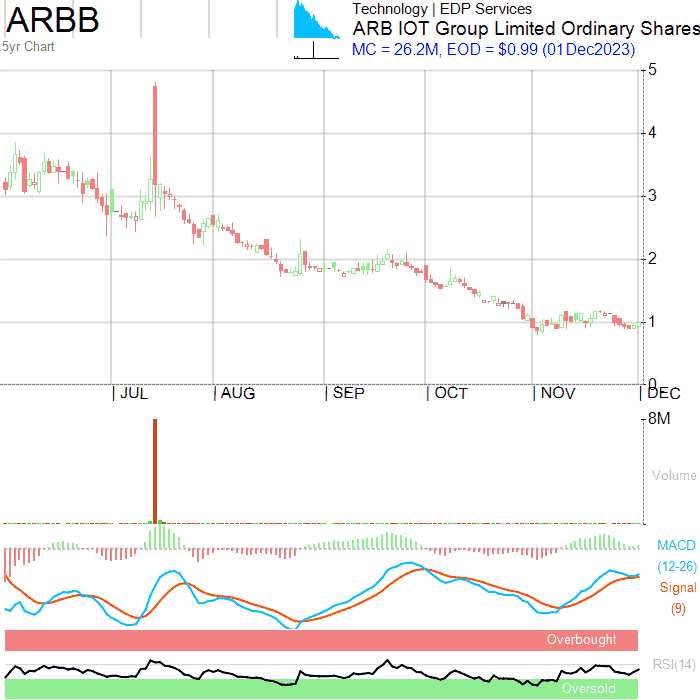 ARBB
5yr Chart
Technology | EDP Services
ARB IOT Group Limited Ordinary Shares
MC = 26.2M, EOD = $0.99 (01Dec2023)
5
4
3
2
1
0
JUL AUG SEP OCT NOV DEC
8M
Volume
MACD
(12-26)
Signal
(9)
Overbought
RSI(14)
Oversold